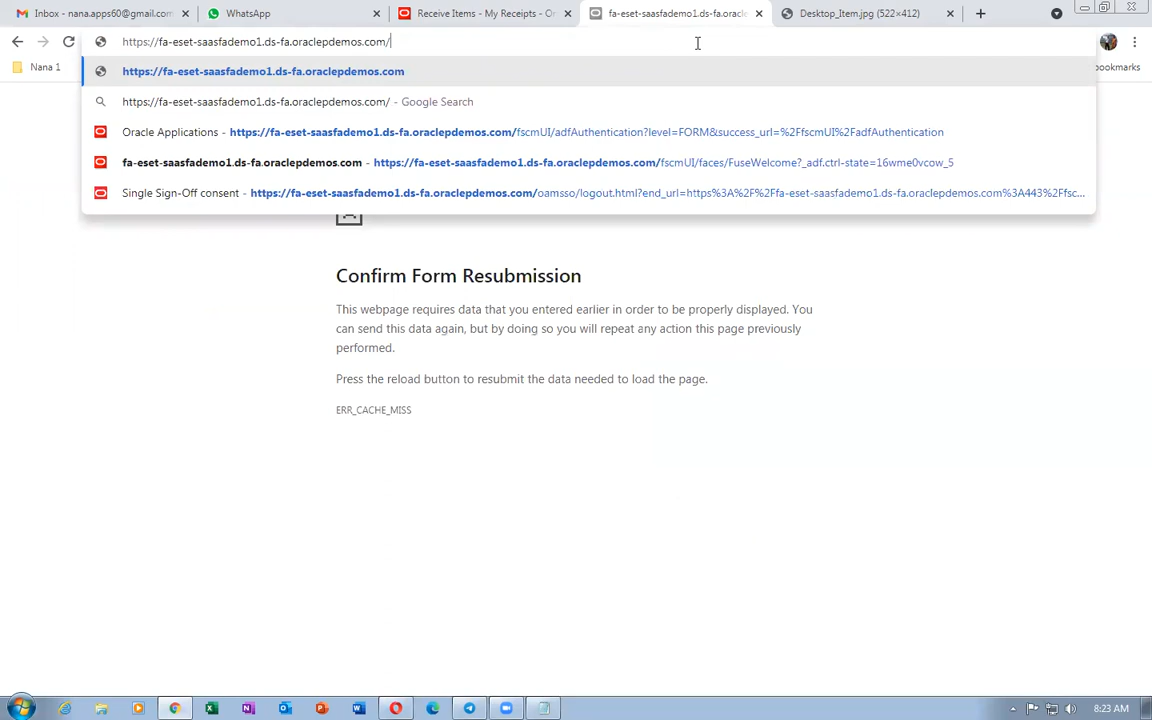 Inbox - nana.apps60@gmail.com
WhatsApp
Receive Items - My Receipts - Or
fa-eset-saasfademo1.ds-fa.oracle
Desktop_Item.jpg (522×412)
https://fa-eset-saasfademo1.ds-fa.oraclepdemos.com/
Nana 1
bookmarks
https://fa-eset-saasfademo1.ds-fa.oraclepdemos.com
https://fa-eset-saasfademo1.ds-fa.oraclepdemos.com/ - Google Search
Oracle Applications - https://fa-eset-saasfademo1.ds-fa.oraclepdemos.com/fscmUI/adfAuthentication?level=FORM&success_url=%2FfscmUI%2FadfAuthentication
fa-eset-saasfademo1.ds-fa.oraclepdemos.com - https://fa-eset-saasfademo1.ds-fa.oraclepdemos.com/fscmUI/faces/FuseWelcome?_adf.ctrl-state=16wme0vcow_5
Single Sign-Off consent - https://fa-eset-saasfademo1.ds-fa.oraclepdemos.com/oamsso/logout.html?end_url=https%3A%2F%2Ffa-eset-saasfademo1.ds-fa.oraclepdemos.com%3A443%2Ffsc...
Confirm Form Resubmission
This webpage requires data that you entered earlier in order to be properly displayed. You
can send this data again, but by doing so you will repeat any action this page previously
performed.
Press the reload button to resubmit the data needed to load the page.
ERR_CACHE_MISS
8:23 AM